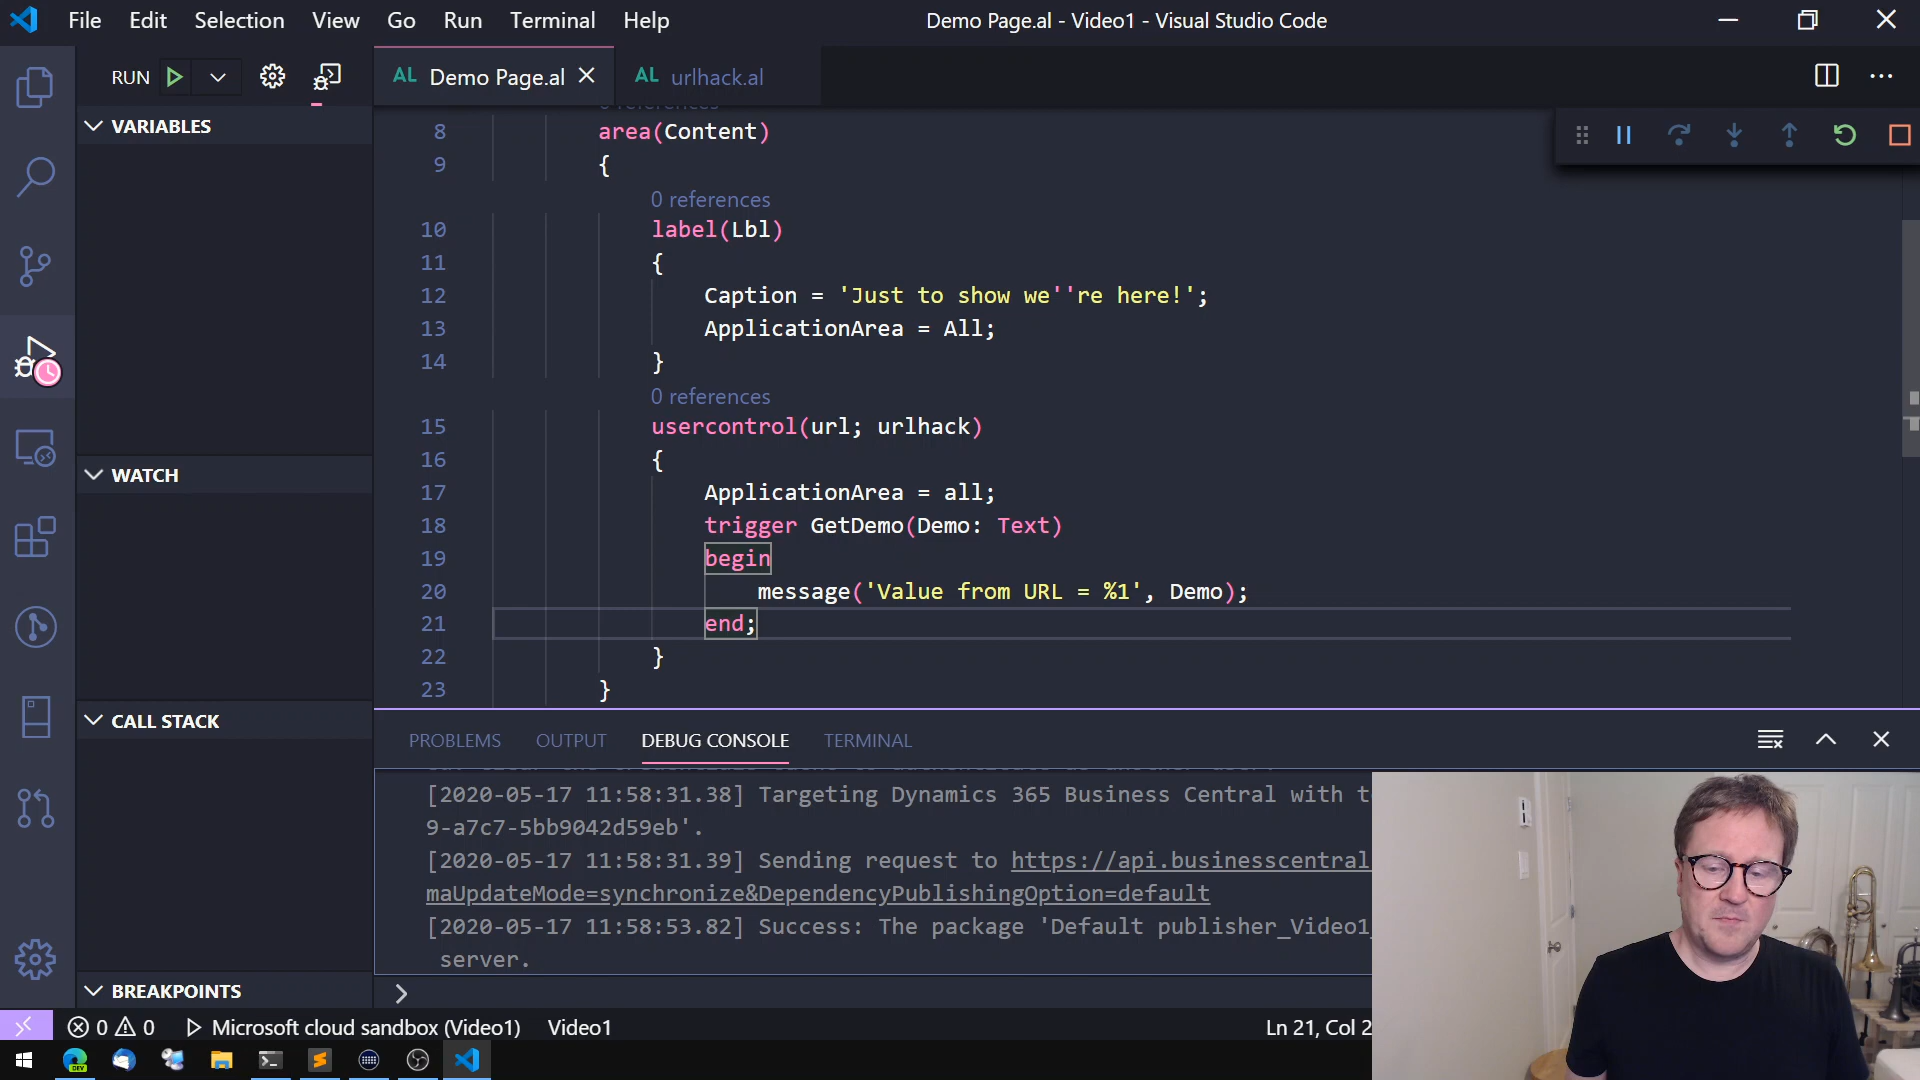 File Edit Selection View Go Run Terminal Help
Demo Page.al - Video1 - Visual Studio Code
RUN
AL Demo Page.al
AL urlhack.al
VARIABLES
WATCH
CALL STACK
BREAKPOINTS
0 references
8 area(Content)
9 {
0 references
10 label(Lbl)
11 {
12 Caption = 'Just to show we''re here!';
13 ApplicationArea = All;
14 }
0 references
15 usercontrol(url; urlhack)
16 {
17 ApplicationArea = all;
18 trigger GetDemo(Demo: Text)
19 begin
20 message('Value from URL = %1', Demo);
21 end;
22 }
23 }
PROBLEMS OUTPUT DEBUG CONSOLE TERMINAL
[2020-05-17 11:58:31.38] Targeting Dynamics 365 Business Central with t
9-a7c7-5bb9042d59eb'.
[2020-05-17 11:58:31.39] Sending request to https://api.businesscentral
maUpdateMode=synchronize&DependencyPublishingOption=default
[2020-05-17 11:58:53.82] Success: The package 'Default publisher_Video1_
server.
0 0 Microsoft cloud sandbox (Video1) Video1
Ln 21, Col 2
DEV